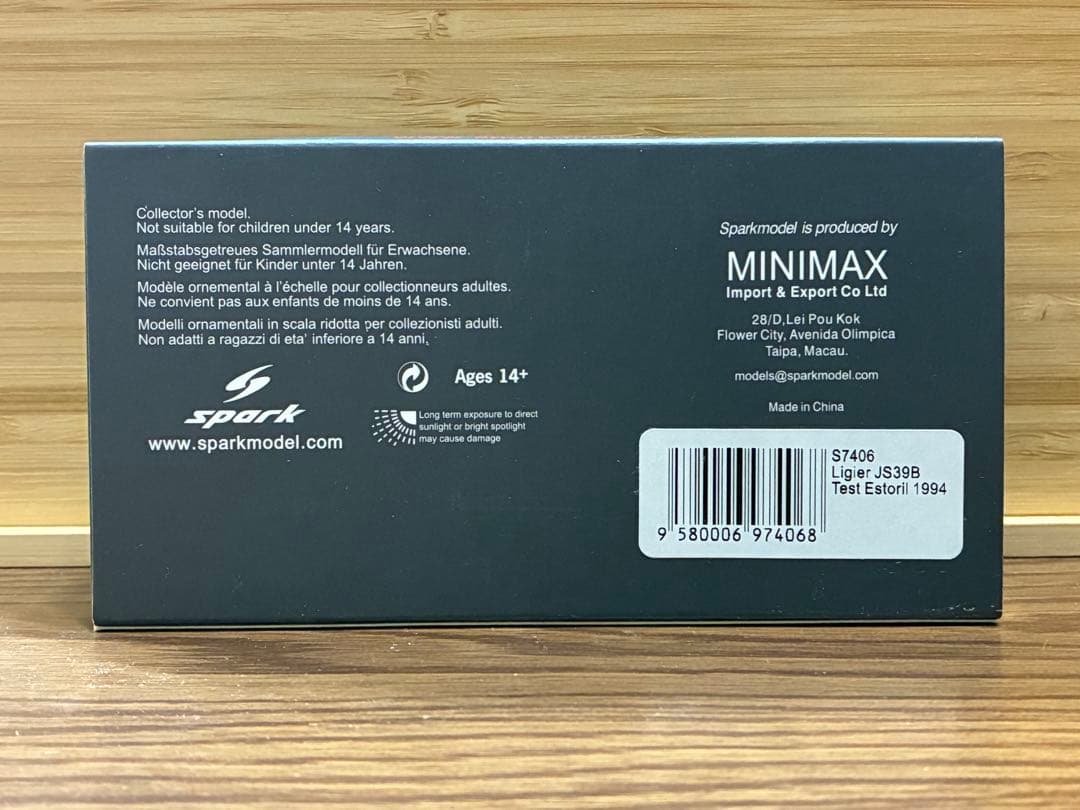 Collector's model.
Not suitable for children under 14 years.
Maßstabsgetreues Sammlermodell für Erwachsene.
Nicht geeignet für Kinder unter 14 Jahren.
Modèle ornemental à l'échelle pour collectionneurs adultes.
Ne convient pas aux enfants de moins de 14 ans.
Modelli ornamentali in scala ridotta per collezionisti adulti.
Non adatti a ragazzi di eta' inferiore a 14 anni.
spark
www.sparkmodel.com
Ages 14+
Long term exposure to direct
sunlight or bright spotlight
may cause damage
Sparkmodel is produced by
MINIMAX
Import & Export Co Ltd
28/D,Lei Pou Kok
Flower City, Avenida Olimpica
Taipa, Macau.
models@sparkmodel.com
Made in China
S7406
Ligier JS39B
Test Estoril 1994
9 580006 974068